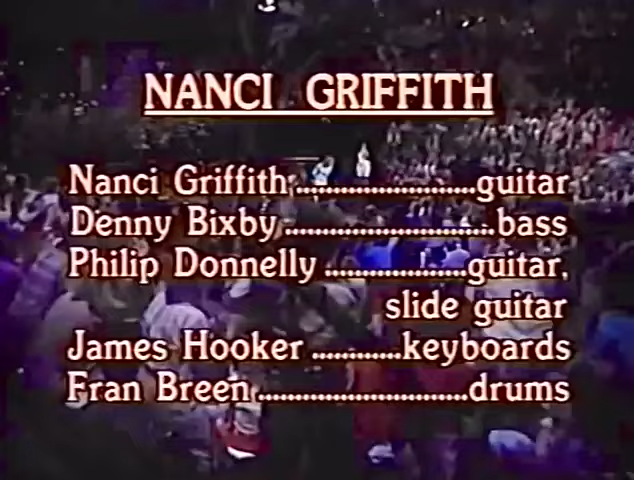 NANCI GRIFFITH
Nanci Griffith......................guitar
Denny Bixby............................bass
Philip Donnelly..................guitar,
slide guitar
James Hooker............keyboards
Fran Breen............................drums